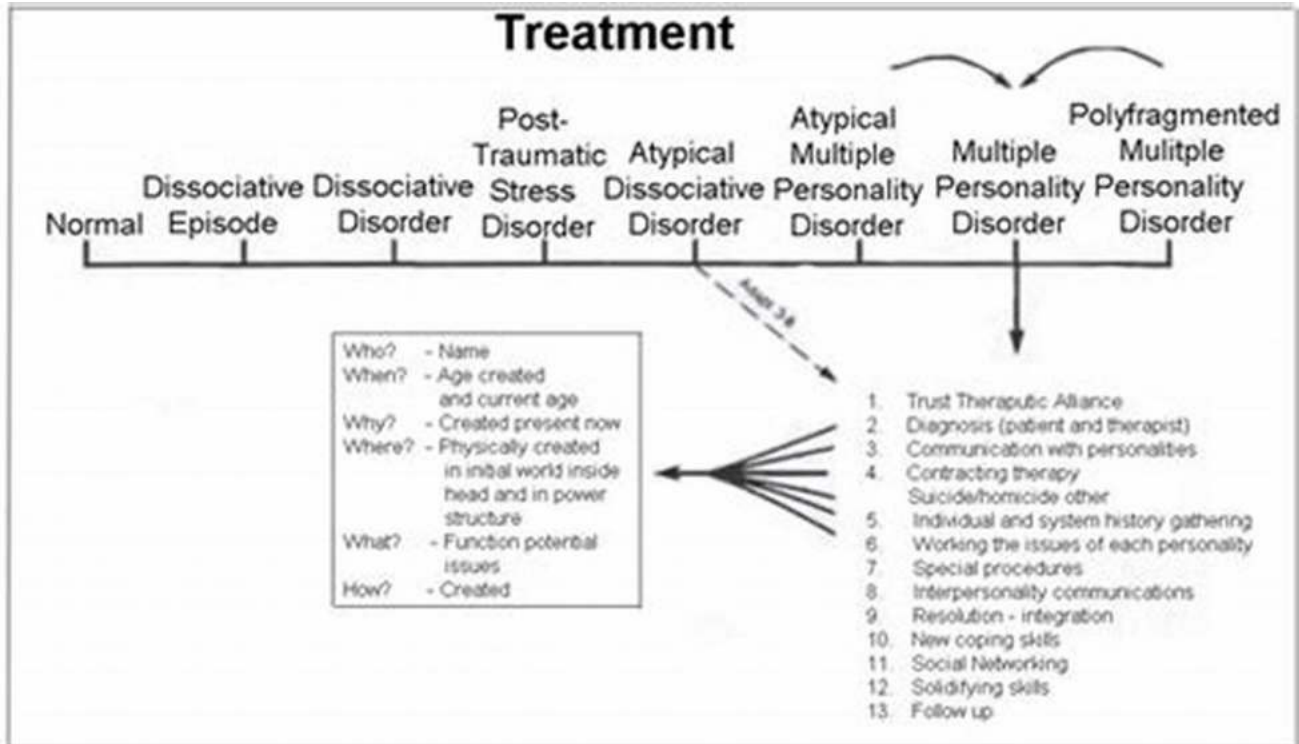 Treatment
Normal
Dissociative
Episode
Dissociative
Disorder
Post-
Traumatic
Stress
Disorder
Atypical
Dissociative
Disorder
Atypical
Multiple
Personality
Disorder
Multiple
Personality
Disorder
Polyfragmented
Mulitple
Personality
Disorder
Who? - Name
When? - Age created
and current age
Why? - Created present now
Where? - Physically created
in initial world inside
head and in power
structure
What? - Function potential
issues
How? - Created
1. Trust Theraputic Alliance
2. Diagnosis (patient and therapist)
3. Communication with personalities
4. Contracting therapy
Suicide/homicide other
5. Individual and system history gathering
6. Working the issues of each personality
7. Special procedures
8. Interpersonality communications
9. Resolution - integration
10. New coping skills
11. Social Networking
12. Solidifying skills
13. Follow up